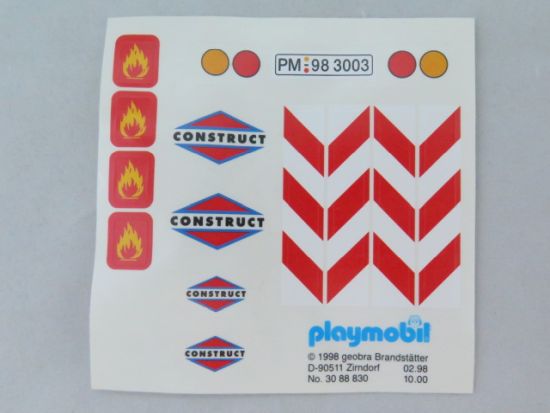 PM 98 3003
CONSTRUCT
CONSTRUCT
CONSTRUCT
CONSTRUCT
playmobil
© 1998 geobra Brandstätter
D-90511 Zirndorf 02.98
No. 30 88 830 10.00